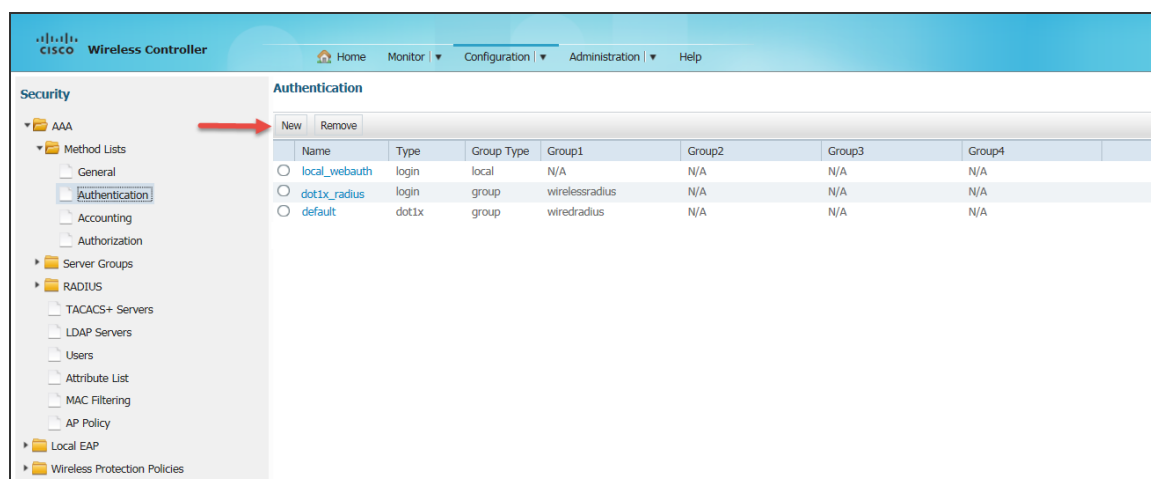 CISCO Wireless Controller
Home Monitor Configuration Administration Help
Security
AAA
Method Lists
General
Authentication
Accounting
Authorization
Server Groups
RADIUS
TACACS+ Servers
LDAP Servers
Users
Attribute List
MAC Filtering
AP Policy
Local EAP
Wireless Protection Policies
Authentication
New Remove
Name Type Group Type Group1 Group2 Group3 Group4
local_webauth login local N/A N/A N/A N/A
dot1x_radius login group wirelessradius N/A N/A N/A
default dot1x group wiredradius N/A N/A N/A